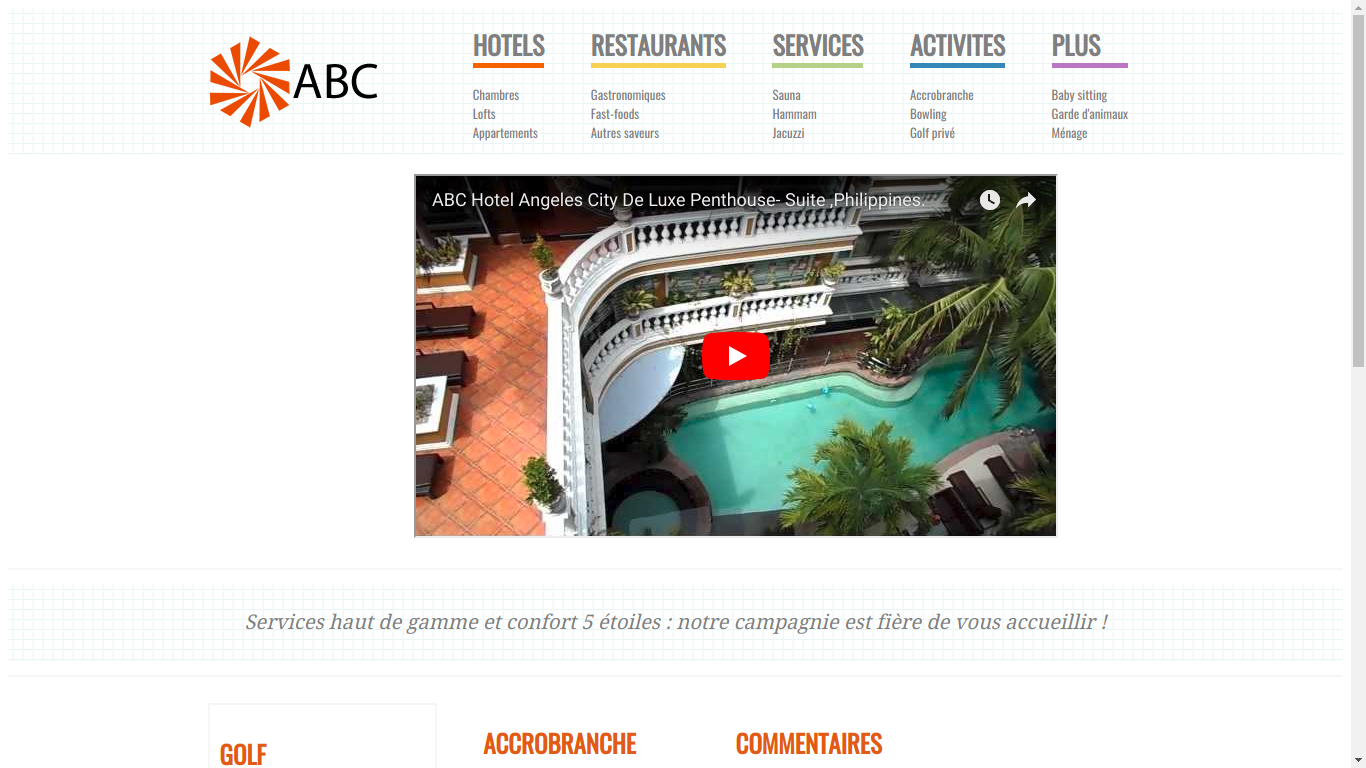 ABC
HOTELS
Chambres
Lofts
Appartements
RESTAURANTS
Gastronomiques
Fast-foods
Autres saveurs
SERVICES
Sauna
Hammam
Jacuzzi
ACTIVITES
Accrobranche
Bowling
Golf privé
PLUS
Baby sitting
Garde d'animaux
Ménage
ABC Hotel Angeles City De Luxe Penthouse- Suite ,Philippines.
Services haut de gamme et confort 5 étoiles : notre campagnie est fière de vous accueillir !
GOLF
ACCROBRANCHE
COMMENTAIRES